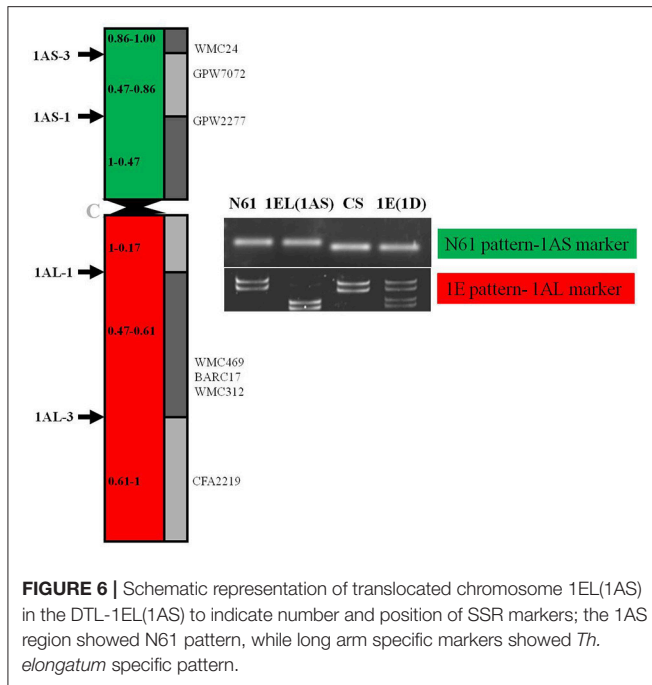 0.86-1.00
1AS-3
WMC24
GPW7072
0.47-0.86
1AS-1
GPW2277
1-0.47
C
N61 1EL(1AS) CS 1E(1D)
N61 pattern-1AS marker
1E pattern- 1AL marker
1-0.17
1AL-1
0.47-0.61
WMC469
BARC17
WMC312
1AL-3
0.61-1
CFA2219
FIGURE 6 | Schematic representation of translocated chromosome 1EL(1AS)
in the DTL-1EL(1AS) to indicate number and position of SSR markers; the 1AS
region showed N61 pattern, while long arm specific markers showed Th.
elongatum specific pattern.